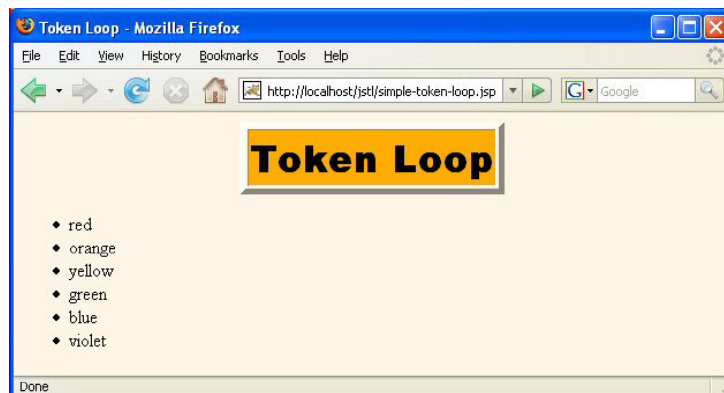 Token Loop - Mozilla Firefox
File Edit View History Bookmarks Tools Help
http://localhost/jstl/simple-token-loop.jsp G Google
Token Loop
red
orange
yellow
green
blue
violet
Done